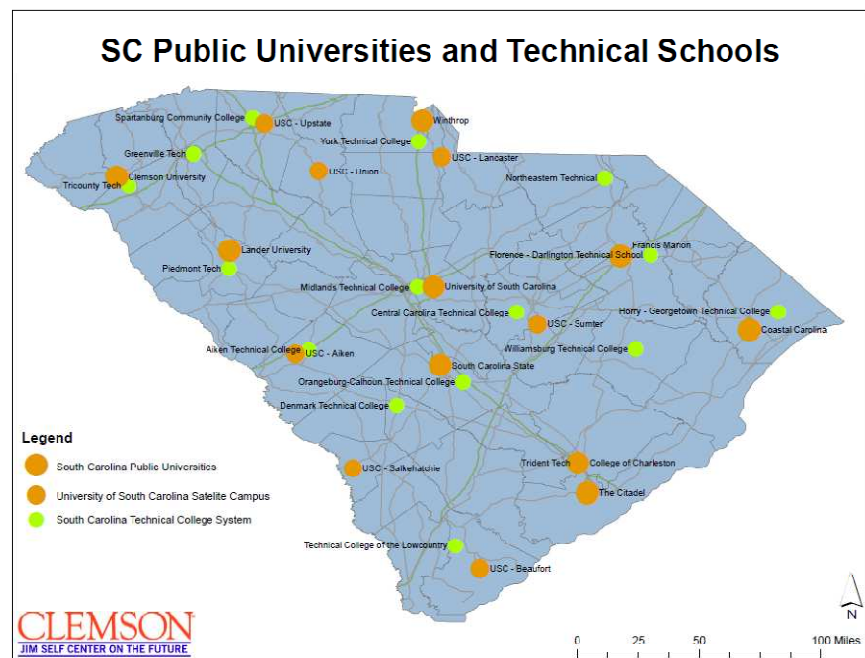 SC Public Universities and Technical Schools
Spartanburg Community College
USC - Upstate
Winthrop
York Technical College
Greenville Tech
USC - Lancaster
USC - Union
Clemson University
Northeastern Technical
Tricounty Tech
Lander University
Francis Marion
Florence - Darlington Technical School
Piedmont Tech
Midlands Technical College
University of South Carolina
Central Carolina Technical College
Horry - Georgetown Technical College
USC - Sumter
Coastal Carolina
Aiken Technical College
USC - Aiken
Williamsburg Technical College
South Carolina State
Orangeburg-Calhoun Technical College
Denmark Technical College
Legend
South Carolina Public Universities
University of South Carolina Satelite Campus
South Carolina Technical College System
Trident Tech
College of Charleston
USC - Salkehatchie
The Citadel
Technical College of the Lowcountry
USC - Beaufort
N
CLEMSON
JIM SELF CENTER ON THE FUTURE
0 25 50 100 Miles